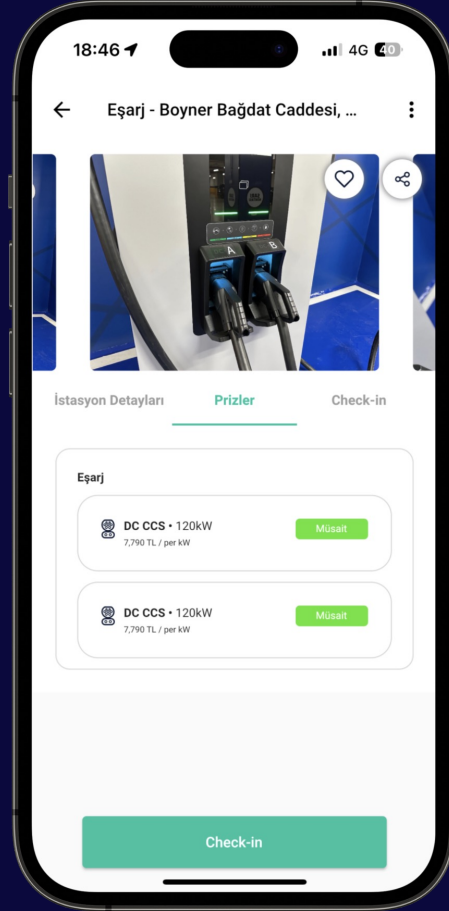 18:46
4G 40
Eşarj - Boyner Bağdat Caddesi, ...
A B
İstasyon Detayları Prizler Check-in
Eşarj
DC CCS • 120kW Müsait
7,790 TL / per kW
DC CCS • 120kW Müsait
7,790 TL / per kW
Check-in